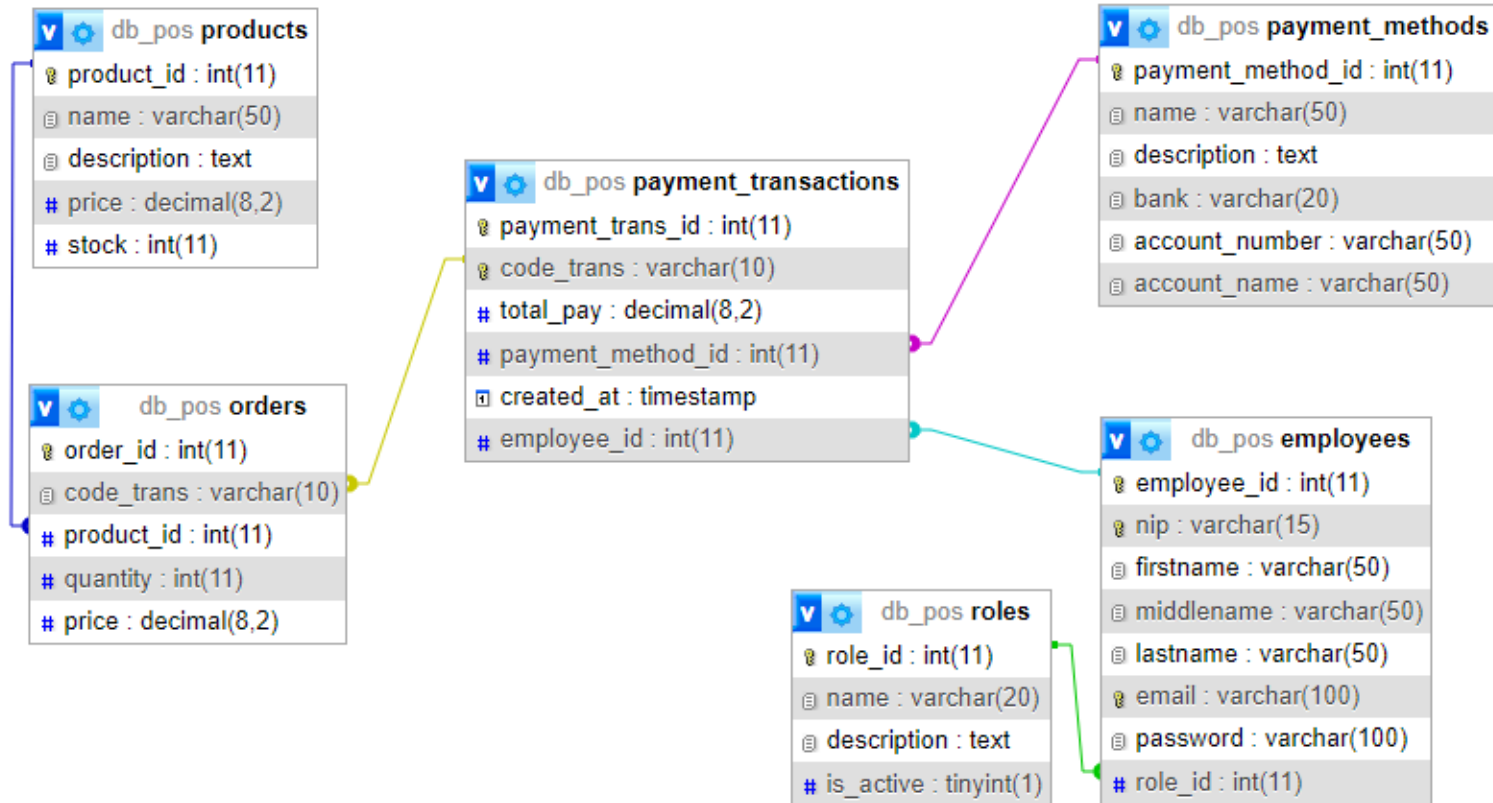 db_pos products
product_id : int(11)
name : varchar(50)
description : text
price : decimal(8,2)
stock : int(11)
db_pos orders
order_id : int(11)
code_trans : varchar(10)
product_id : int(11)
quantity : int(11)
price : decimal(8,2)
db_pos payment_transactions
payment_trans_id : int(11)
code_trans : varchar(10)
total_pay : decimal(8,2)
payment_method_id : int(11)
created_at : timestamp
employee_id : int(11)
db_pos payment_methods
payment_method_id : int(11)
name : varchar(50)
description : text
bank : varchar(20)
account_number : varchar(50)
account_name : varchar(50)
db_pos roles
role_id : int(11)
name : varchar(20)
description : text
is_active : tinyint(1)
db_pos employees
employee_id : int(11)
nip : varchar(15)
firstname : varchar(50)
middlename : varchar(50)
lastname : varchar(50)
email : varchar(100)
password : varchar(100)
role_id : int(11)